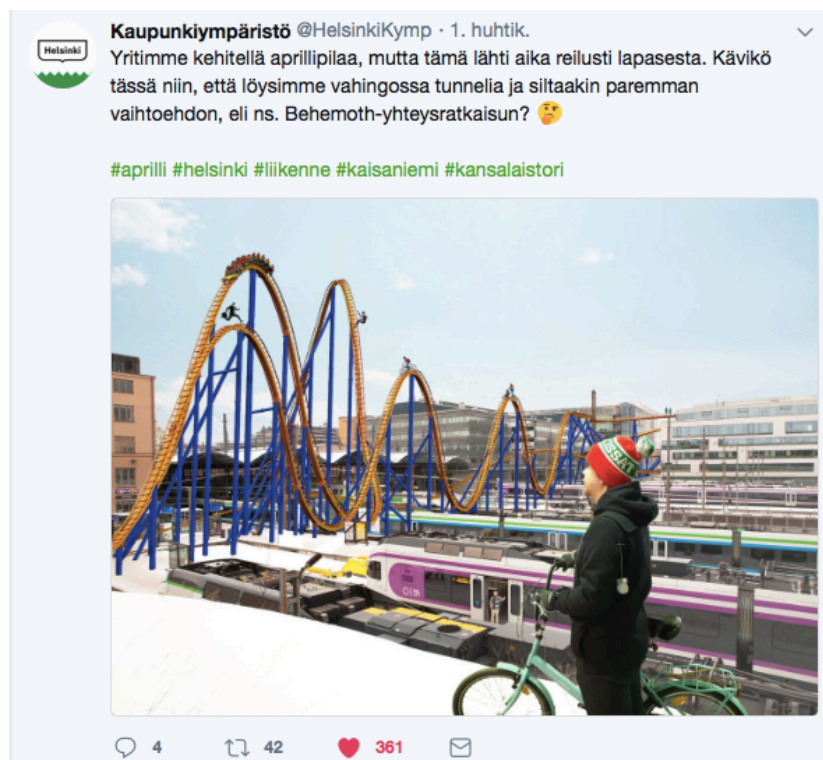 Helsinki
Kaupunkiympäristö @HelsinkiKymp · 1. huhtik.
Yritimme kehitellä aprillipilaa, mutta tämä lähti aika reilusti lapasesta. Kävikö
tässä niin, että löysimme vahingossa tunnelia ja siltaakin paremman
vaihtoehdon, eli ns. Behemoth-yhteysratkaisun? 🤔
#aprilli #helsinki #liikenne #kaisaniemi #kansalaistori
4 42 361